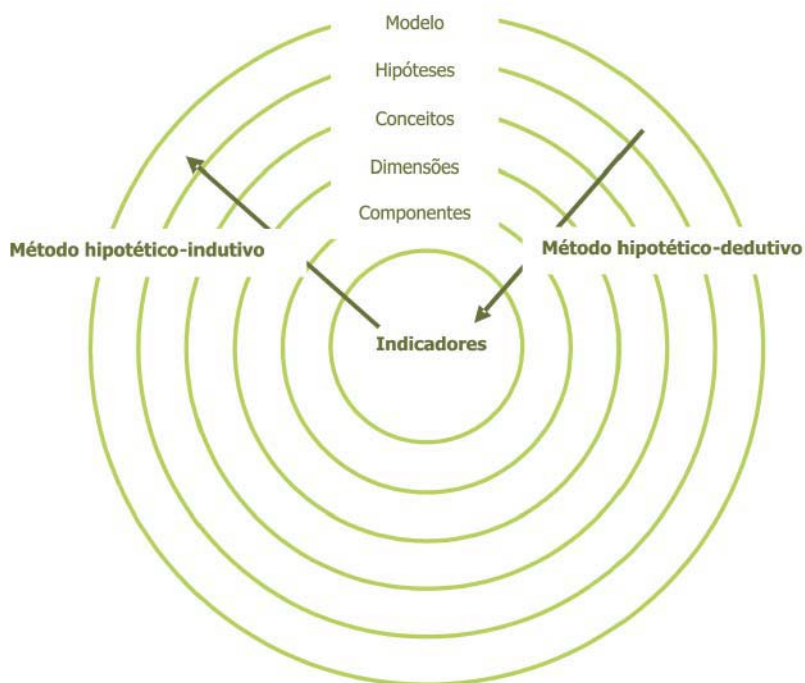 Modelo
Hipóteses
Conceitos
Dimensões
Componentes
Método hipotético-indutivo
Método hipotético-dedutivo
Indicadores